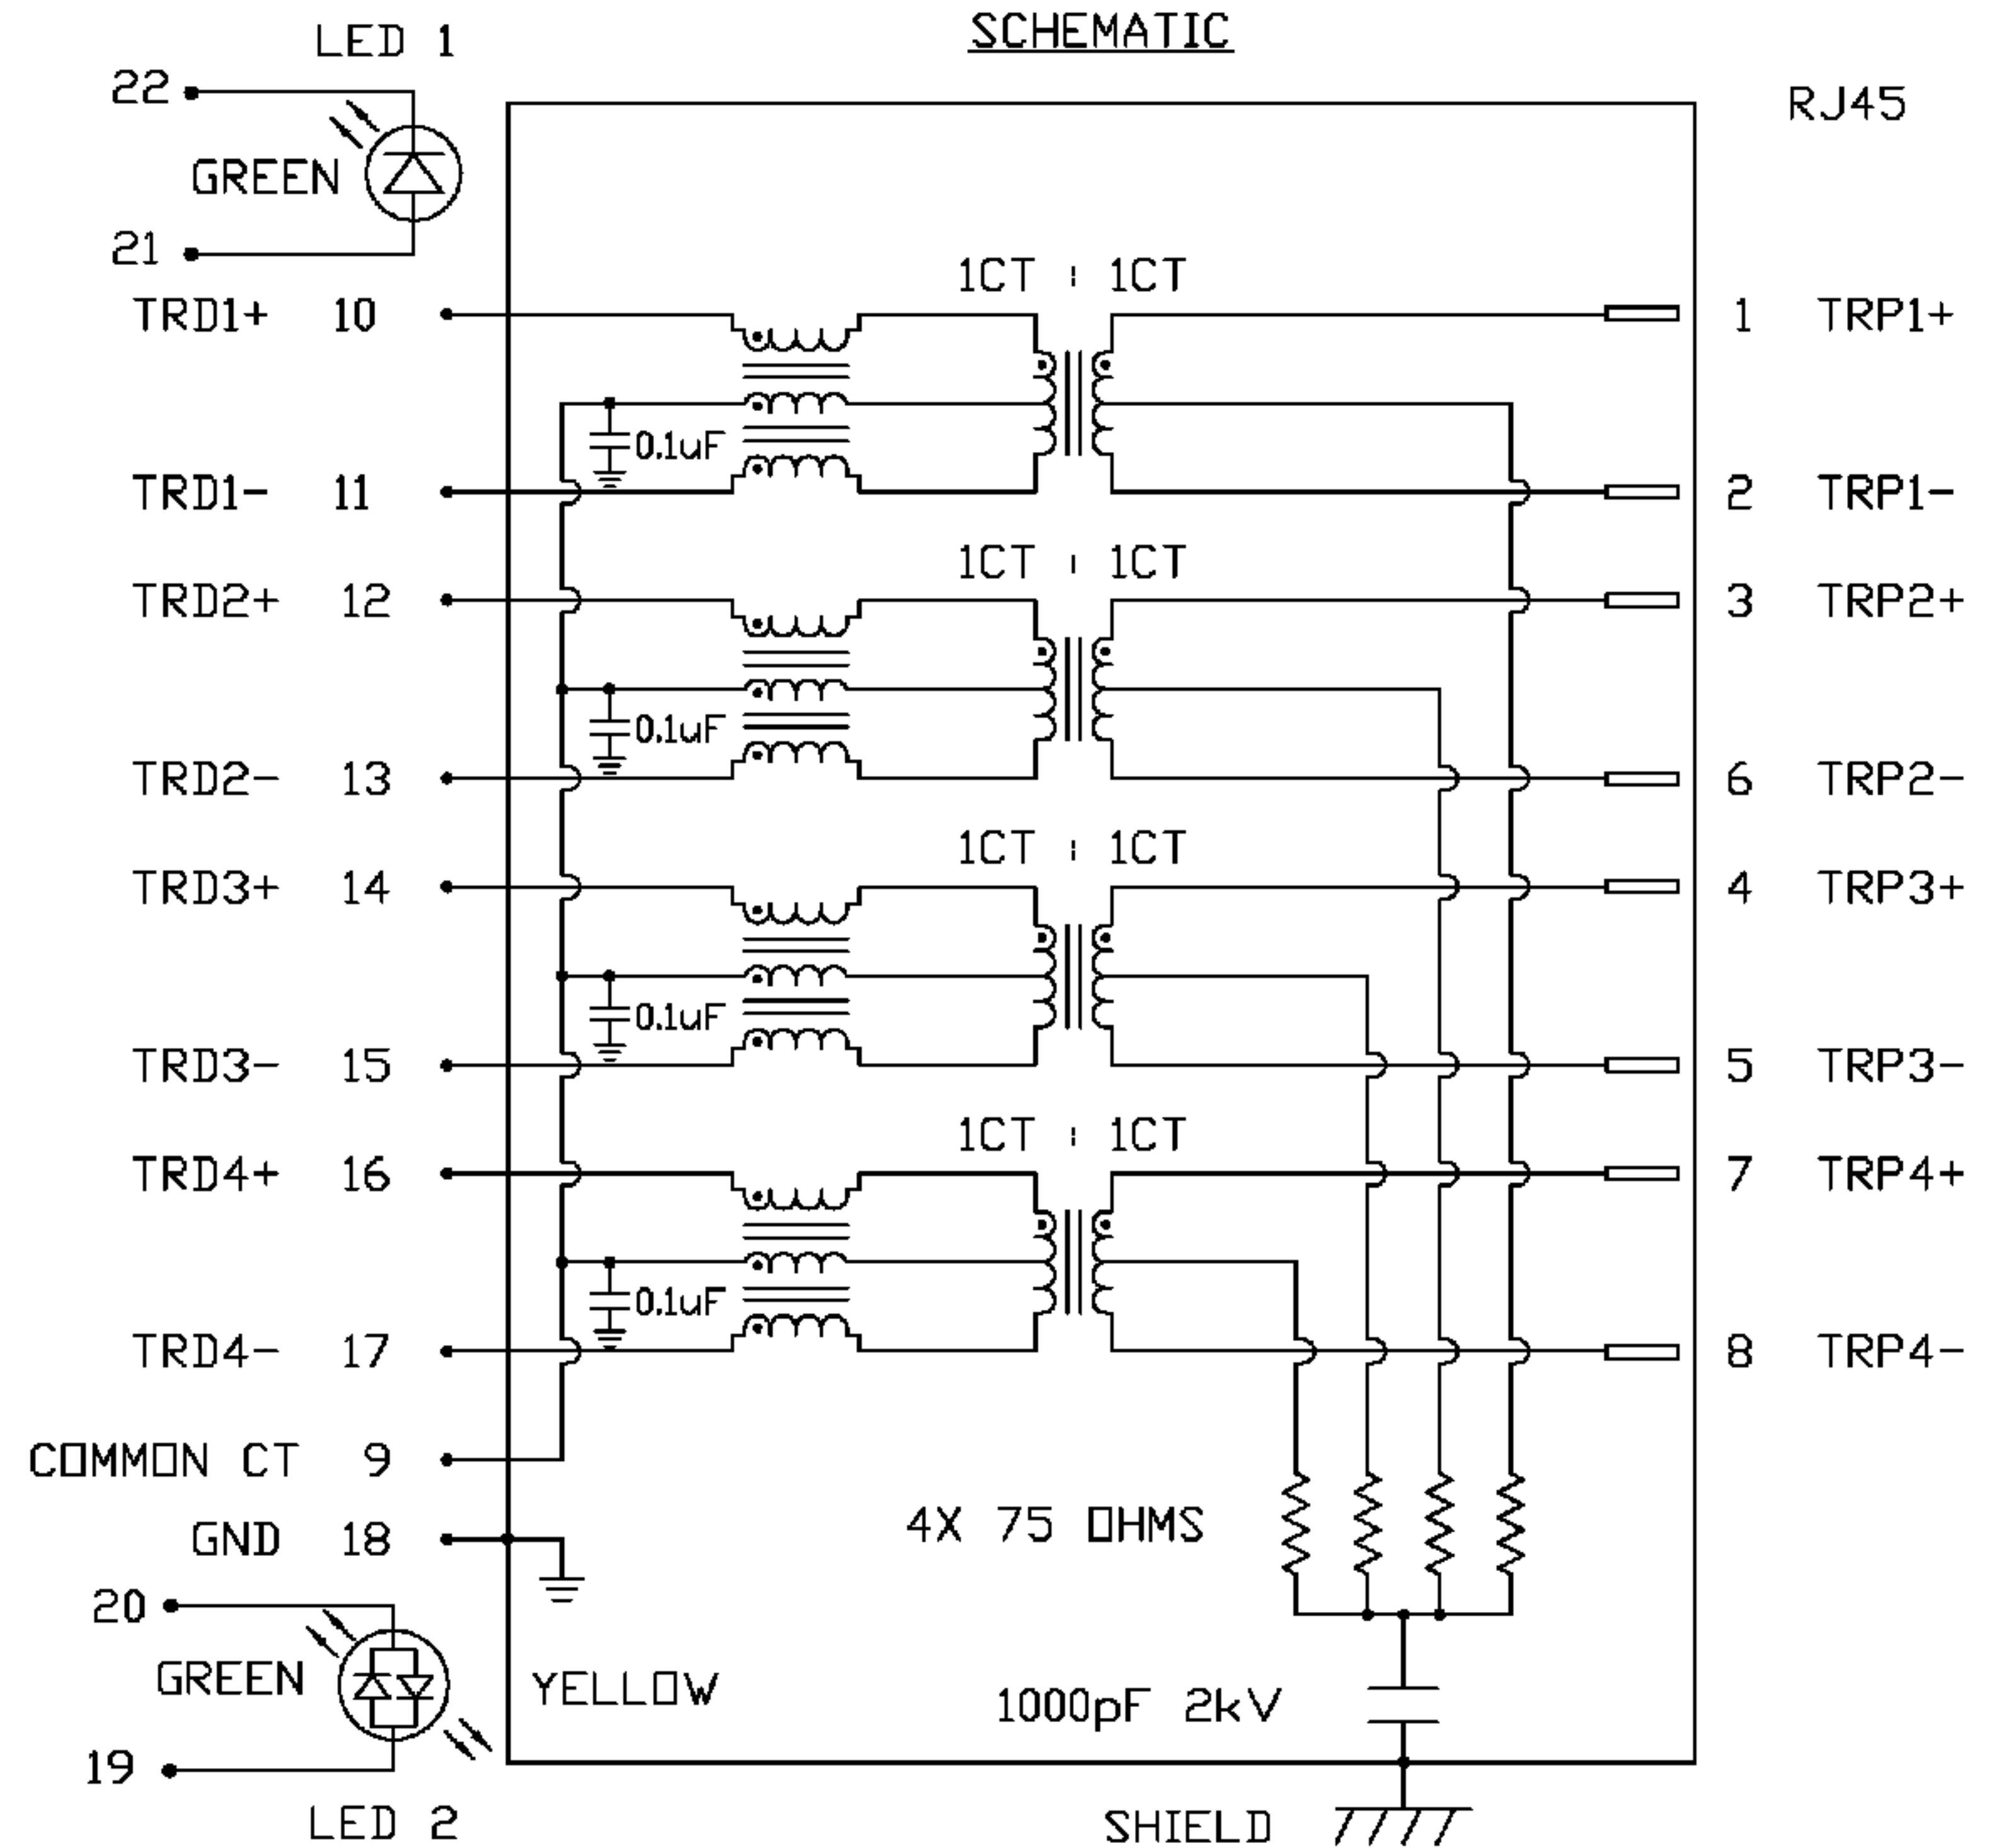 SCHEMATIC
LED 1
22
RJ45
GREEN
21
1CT : 1CT
TRD1+ 10
1 TRP1+
0.1uF
TRD1- 11
2 TRP1-
1CT : 1CT
TRD2+ 12
3 TRP2+
0.1uF
TRD2- 13
6 TRP2-
1CT : 1CT
TRD3+ 14
4 TRP3+
0.1uF
TRD3- 15
5 TRP3-
1CT : 1CT
TRD4+ 16
7 TRP4+
0.1uF
TRD4- 17
8 TRP4-
COMMON CT 9
4X 75 OHMS
GND 18
20
GREEN
YELLOW
1000pF 2kV
19
LED 2
SHIELD